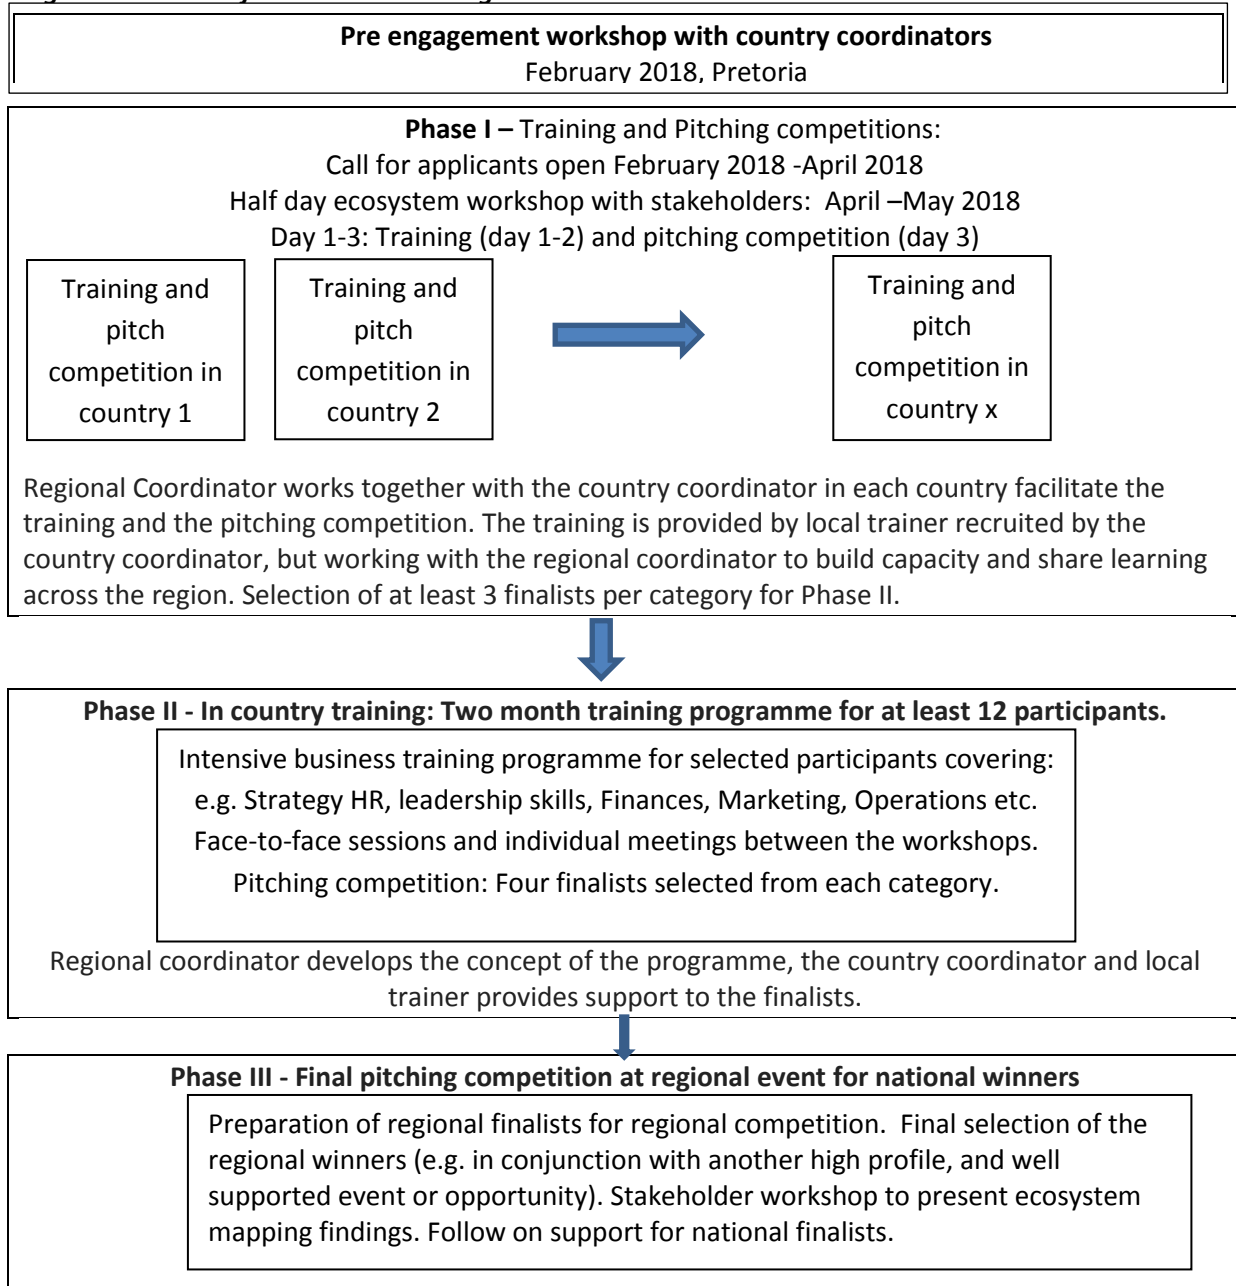 Pre engagement workshop with country coordinators
February 2018, Pretoria
Phase I – Training and Pitching competitions:
Call for applicants open February 2018 -April 2018
Half day ecosystem workshop with stakeholders: April –May 2018
Day 1-3: Training (day 1-2) and pitching competition (day 3)
Training and
pitch
competition in
country 1
Training and
pitch
competition in
country 2
Training and
pitch
competition in
country x
Regional Coordinator works together with the country coordinator in each country facilitate the
training and the pitching competition. The training is provided by local trainer recruited by the
country coordinator, but working with the regional coordinator to build capacity and share learning
across the region. Selection of at least 3 finalists per category for Phase II.
Phase II - In country training: Two month training programme for at least 12 participants.
Intensive business training programme for selected participants covering:
e.g. Strategy HR, leadership skills, Finances, Marketing, Operations etc.
Face-to-face sessions and individual meetings between the workshops.
Pitching competition: Four finalists selected from each category.
Regional coordinator develops the concept of the programme, the country coordinator and local
trainer provides support to the finalists.
Phase III - Final pitching competition at regional event for national winners
Preparation of regional finalists for regional competition. Final selection of the
regional winners (e.g. in conjunction with another high profile, and well
supported event or opportunity). Stakeholder workshop to present ecosystem
mapping findings. Follow on support for national finalists.